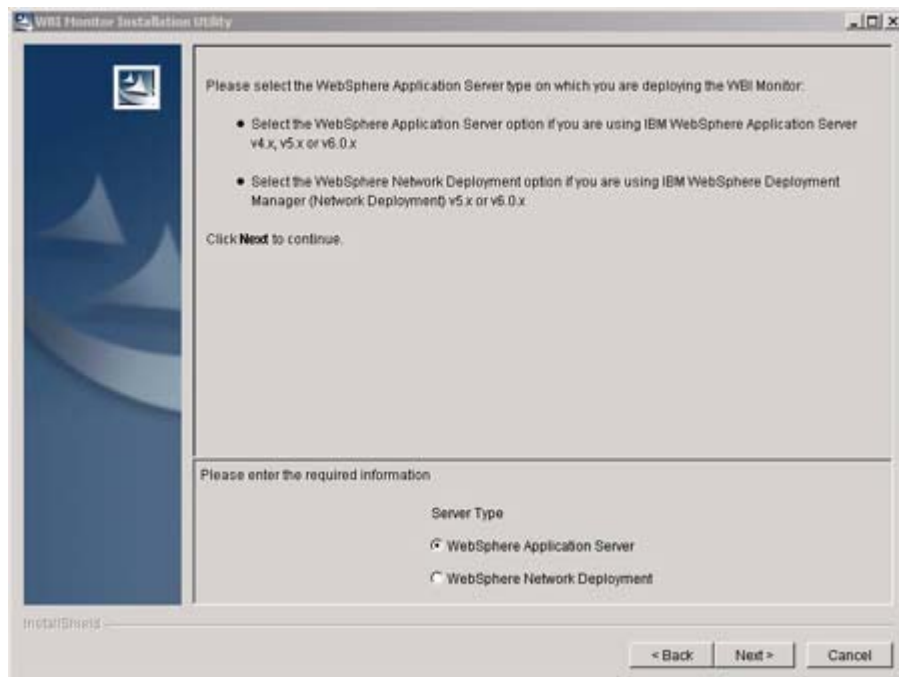 WBI Monitor Installation Utility
Please select the WebSphere Application Server type on which you are deploying the WBI Monitor:
• Select the WebSphere Application Server option if you are using IBM WebSphere Application Server
v4.x, v5.x or v6.0.x
• Select the WebSphere Network Deployment option if you are using IBM WebSphere Deployment
Manager (Network Deployment) v5.x or v6.0.x
Click Next to continue.
Please enter the required information
Server Type
WebSphere Application Server
WebSphere Network Deployment
InstallShield
< Back
Next >
Cancel